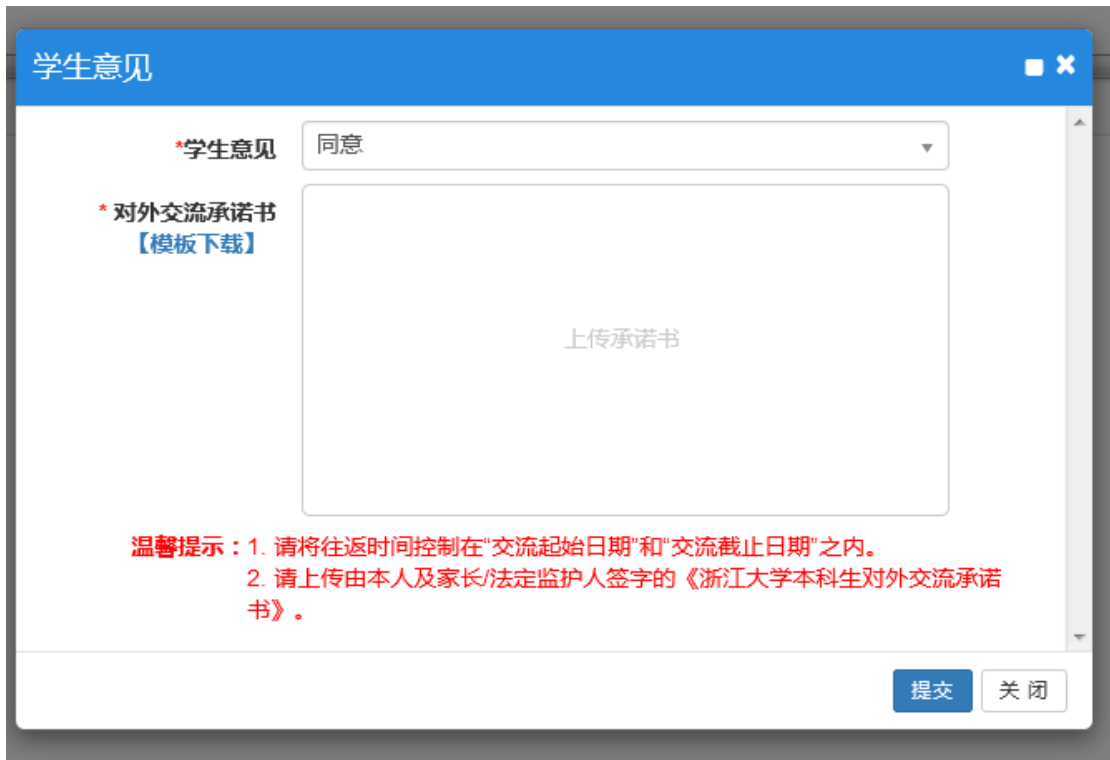 学生意见
*学生意见
同意
* 对外交流承诺书
【模板下载】
上传承诺书
温馨提示：1. 请将往返时间控制在“交流起始日期”和“交流截止日期”之内。
2. 请上传由本人及家长/法定监护人签字的《浙江大学本科生对外交流承诺
书》。
提交
关 闭